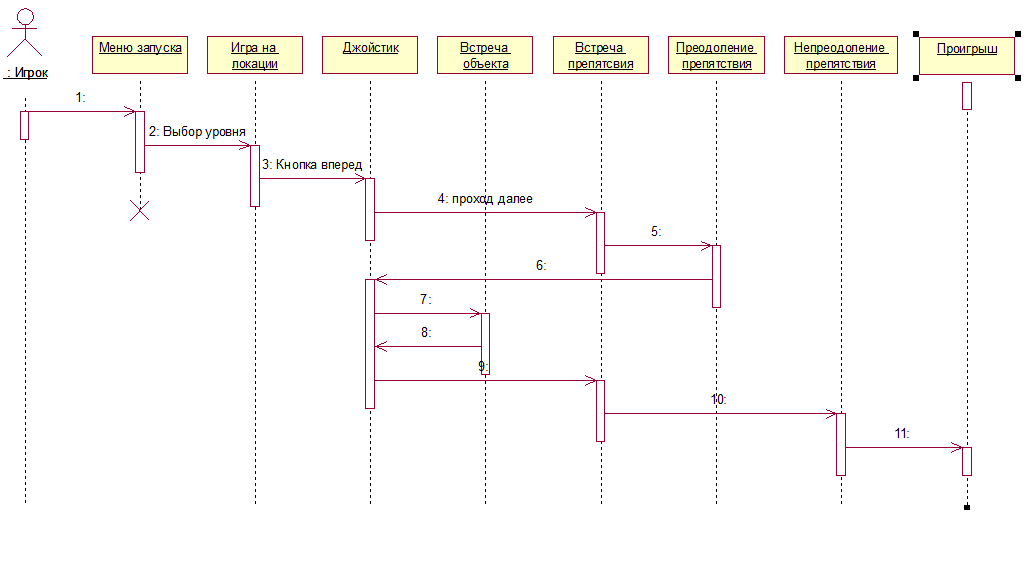 : Игрок
Меню запуска
Игра на
локации
Джойстик
Встреча
объекта
Встреча
препятсвия
Преодоление
препятствия
Непреодоление
препятствия
Проигрыш
1:
2: Выбор уровня
3: Кнопка вперед
4: проход далее
5:
6:
7:
8:
9:
10:
11: